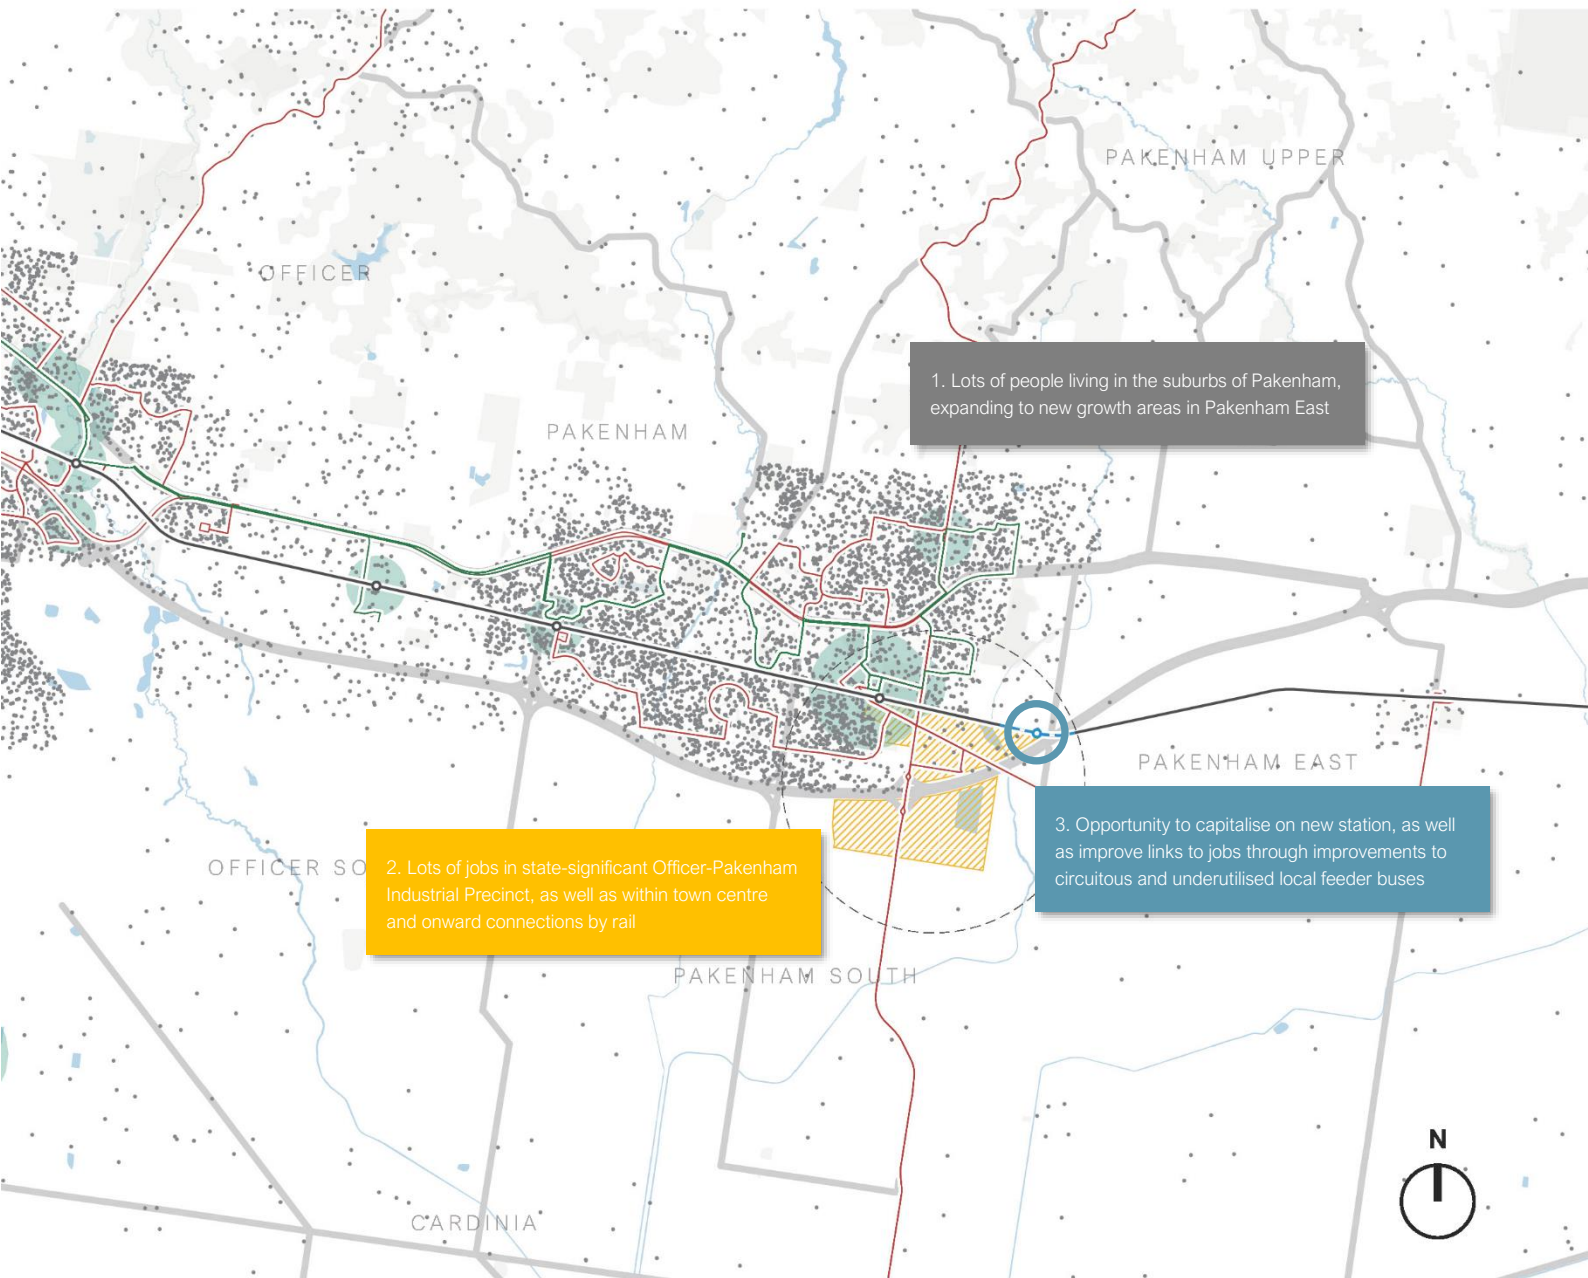 PAKENHAM UPPER
OFFICER
1. Lots of people living in the suburbs of Pakenham,
expanding to new growth areas in Pakenham East
PAKENHAM
PAKENHAM EAST
3. Opportunity to capitalise on new station, as well
as improve links to jobs through improvements to
circuitous and underutilised local feeder buses
OFFICER SO
2. Lots of jobs in state-significant Officer-Pakenham
Industrial Precinct, as well as within town centre
and onward connections by rail
PAKENHAM SOUTH
N
CARDINIA